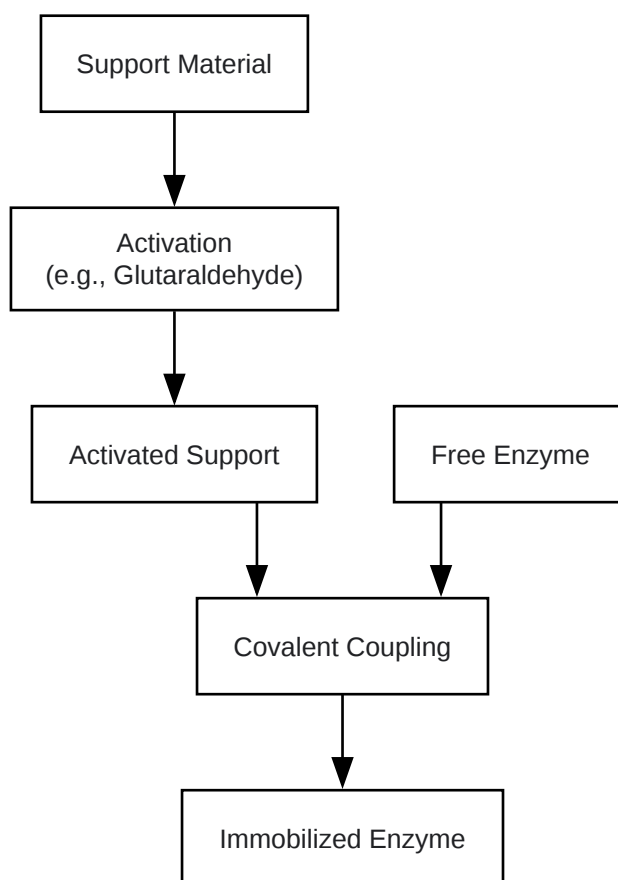 Support Material
Activation
(e.g., Glutaraldehyde)
Activated Support
Free Enzyme
Covalent Coupling
Immobilized Enzyme